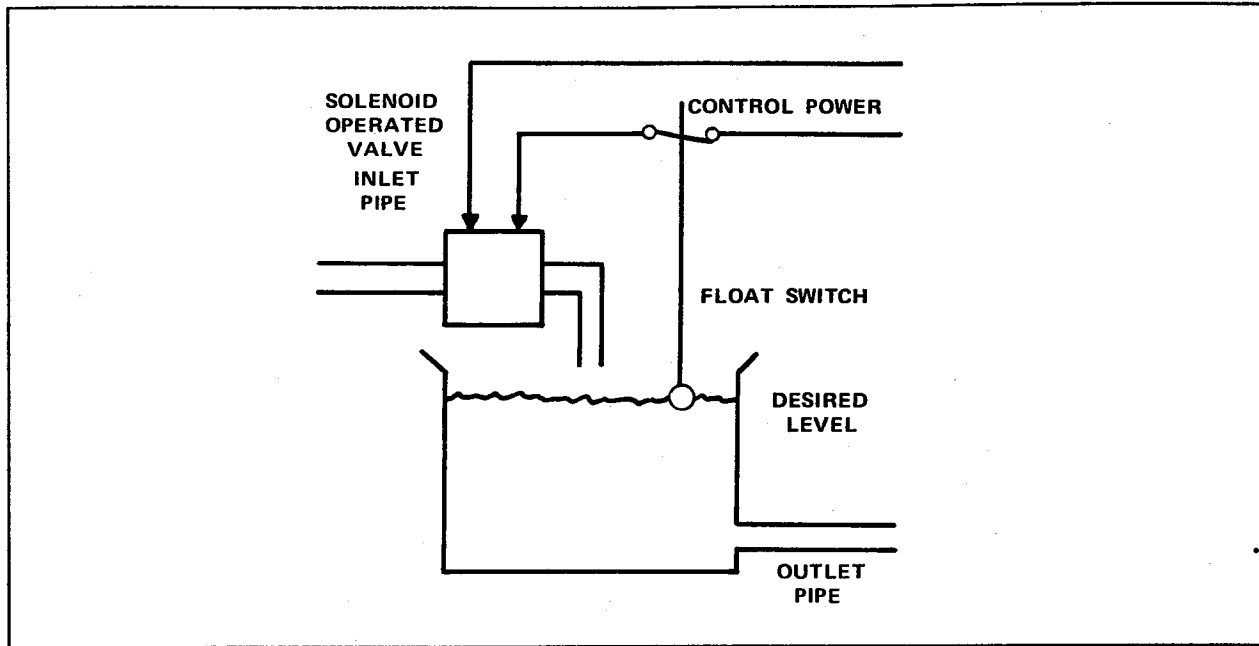 SOLENOID
OPERATED
VALVE
INLET
PIPE
CONTROL POWER
FLOAT SWITCH
DESIRED
LEVEL
OUTLET
PIPE